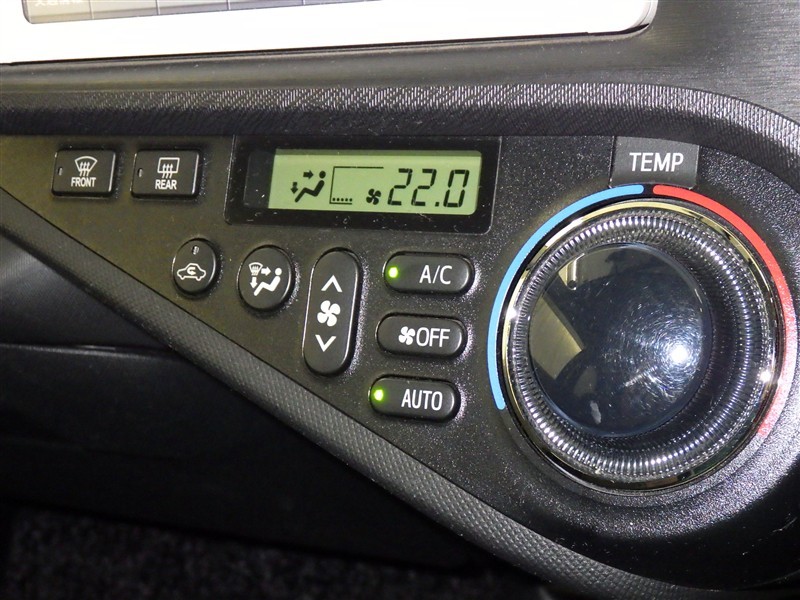 TEMP
FRONT
REAR
22.0
A/C
OFF
AUTO